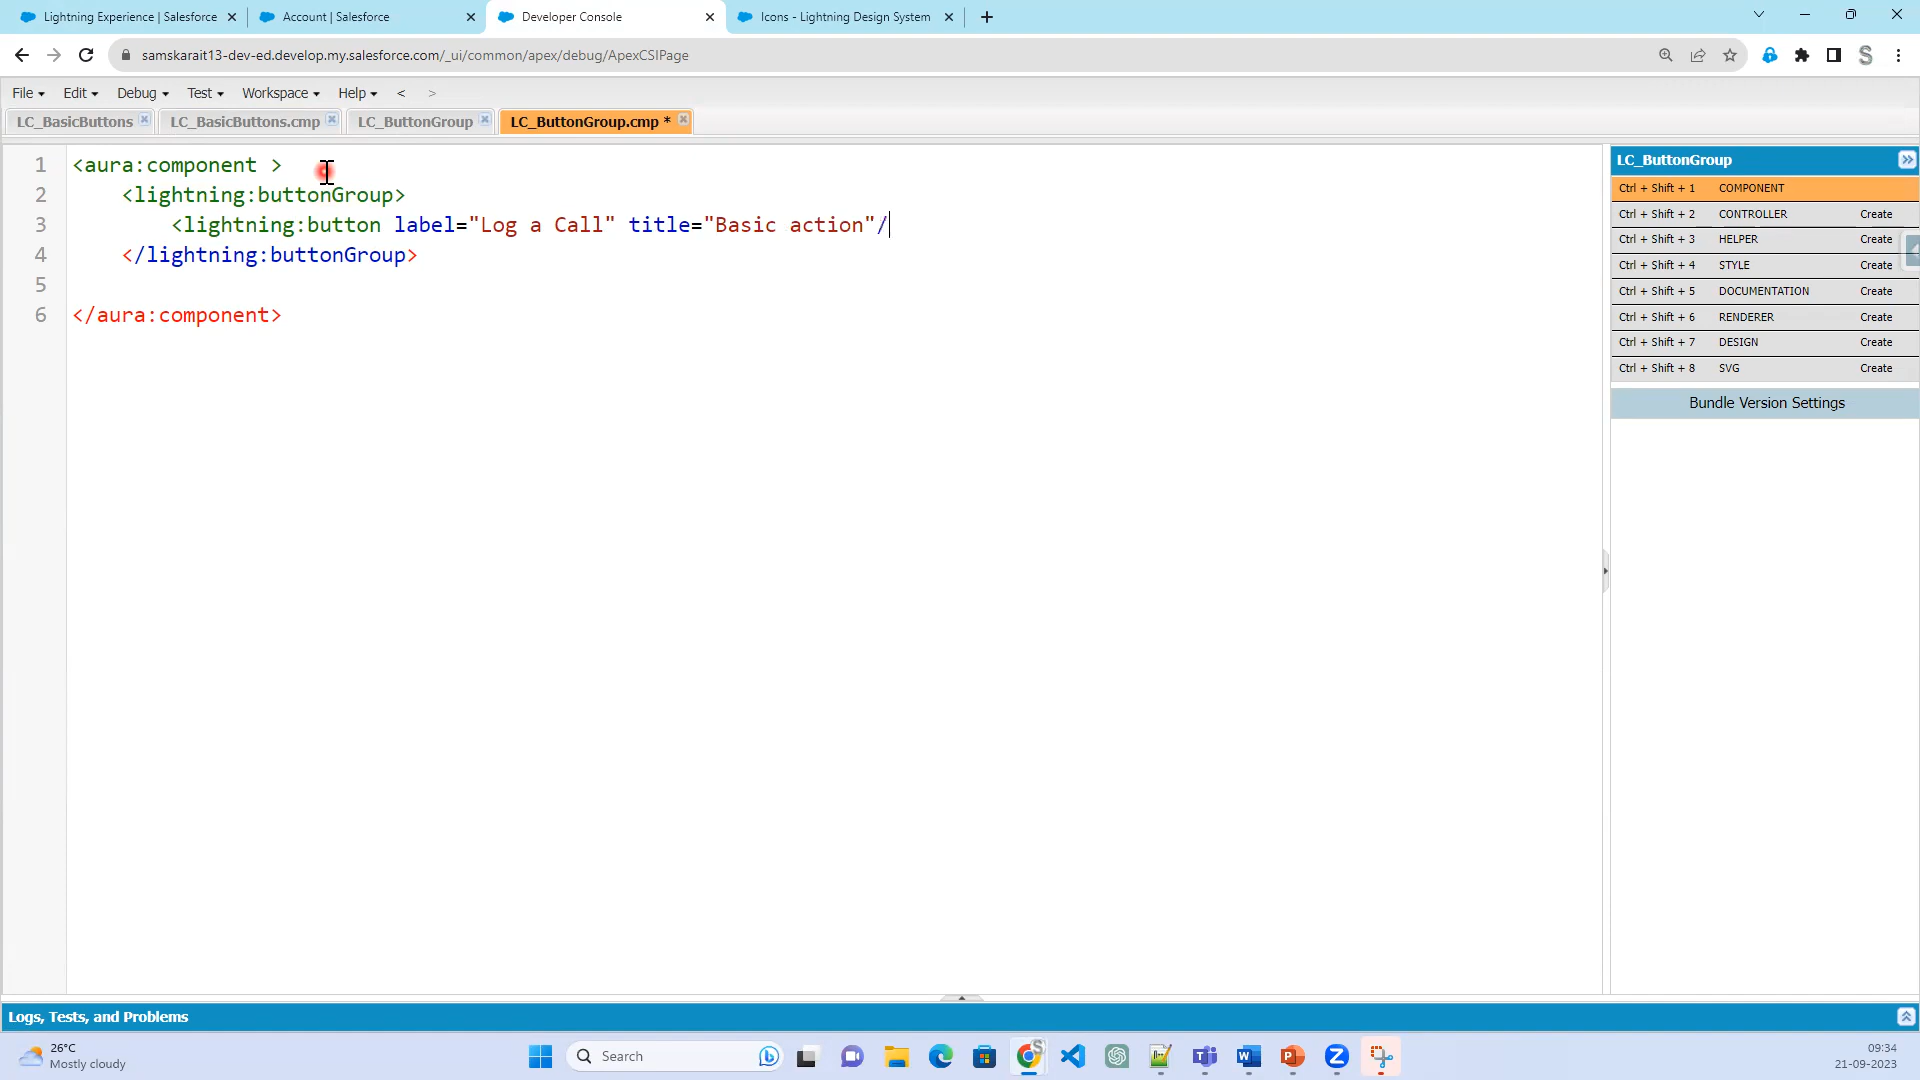 Lightning Experience | Salesforce
Account | Salesforce
Developer Console
Icons - Lightning Design System
samskarait13-dev-ed.develop.my.salesforce.com/_ui/common/apex/debug/ApexCSIPage
File Edit Debug Test Workspace Help < >
LC_BasicButtons LC_BasicButtons.cmp LC_ButtonGroup LC_ButtonGroup.cmp *
1 <aura:component >
2 <lightning:buttonGroup>
3 <lightning:button label="Log a Call" title="Basic action"/
4 </lightning:buttonGroup>
5
6 </aura:component>
LC_ButtonGroup
Ctrl + Shift + 1 COMPONENT
Ctrl + Shift + 2 CONTROLLER Create
Ctrl + Shift + 3 HELPER Create
Ctrl + Shift + 4 STYLE Create
Ctrl + Shift + 5 DOCUMENTATION Create
Ctrl + Shift + 6 RENDERER Create
Ctrl + Shift + 7 DESIGN Create
Ctrl + Shift + 8 SVG Create
Bundle Version Settings
Logs, Tests, and Problems
26°C
Mostly cloudy
Search
09:34
21-09-2023